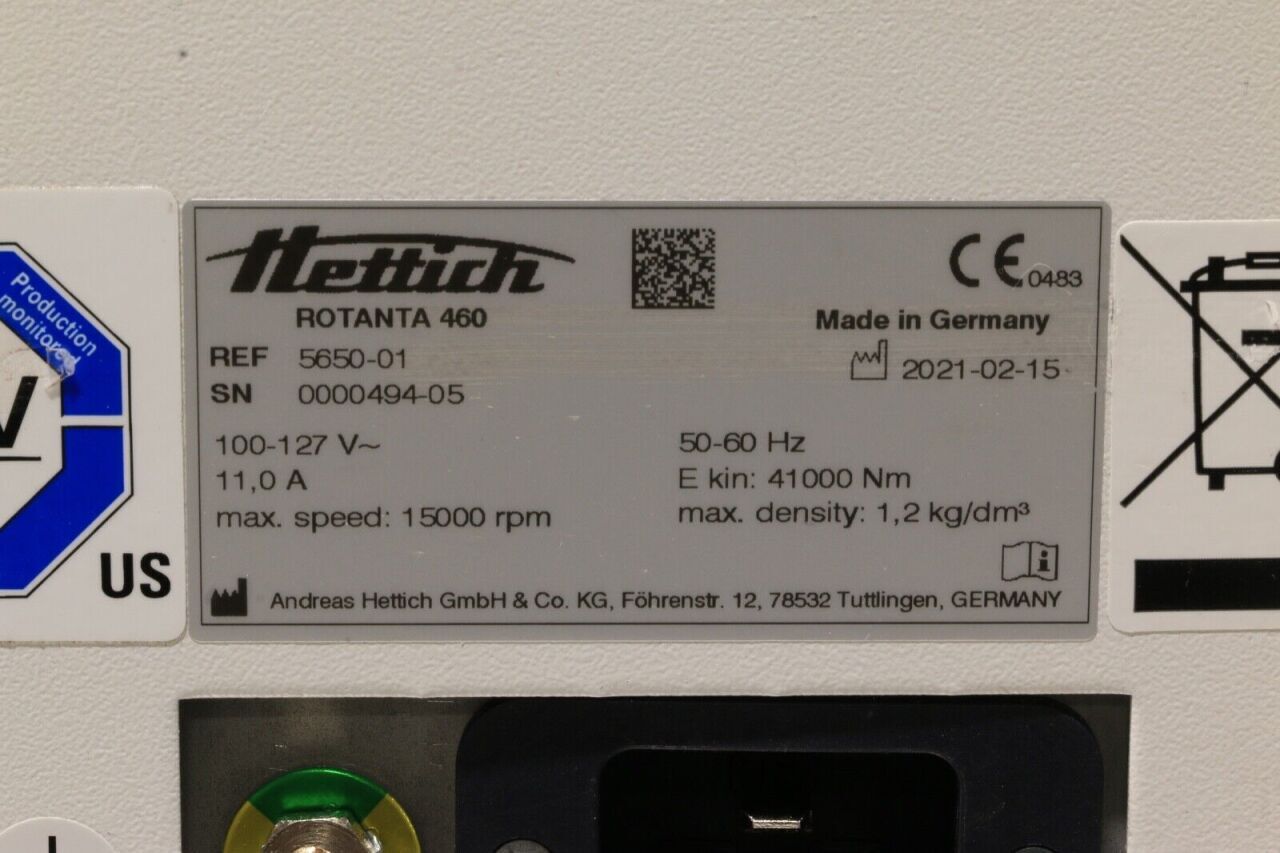 Hettich
ROTANTA 460
REF 5650-01
SN 0000494-05
CE 0483
Made in Germany
2021-02-15
100-127 V~
11,0 A
max. speed: 15000 rpm
50-60 Hz
E kin: 41000 Nm
max. density: 1,2 kg/dm³
Andreas Hettich GmbH & Co. KG, Föhrenstr. 12, 78532 Tuttlingen, GERMANY
Production
monitored
US